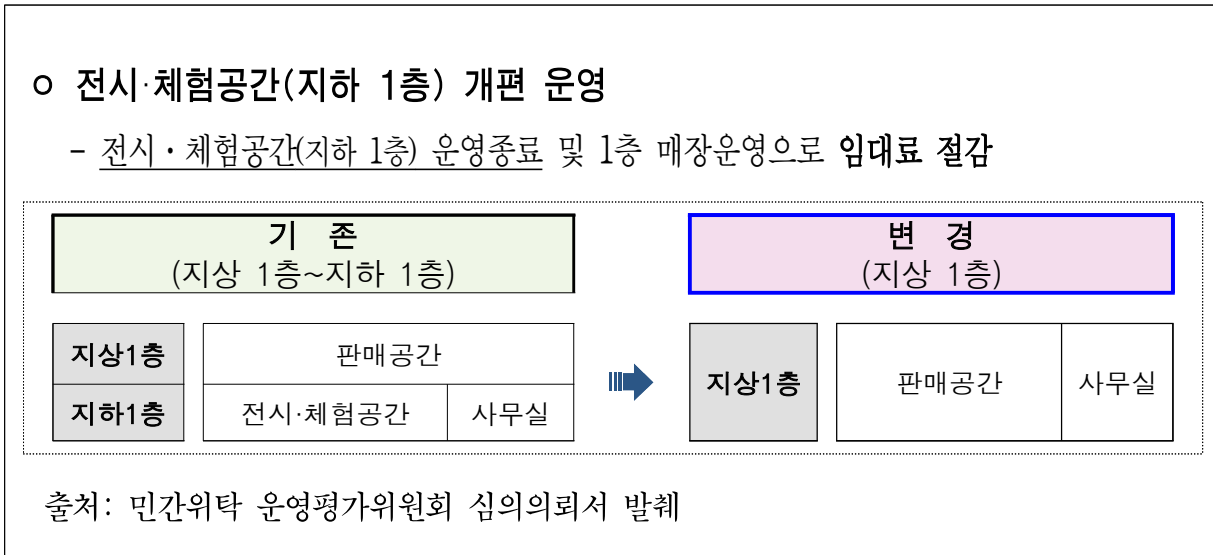 ㅇ 전시·체험공간(지하 1층) 개편 운영
- 전시・체험공간(지하 1층) 운영종료 및 1층 매장운영으로 임대료 절감
기 존
(지상 1층~지하 1층)
변 경
(지상 1층)
지상1층 판매공간
지하1층 전시·체험공간 사무실
지상1층 판매공간 사무실
출처: 민간위탁 운영평가위원회 심의의뢰서 발췌